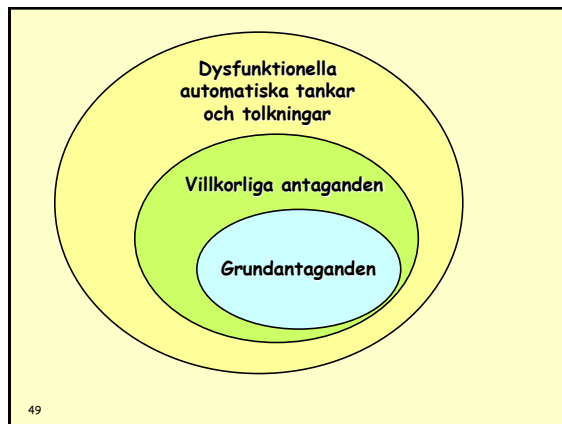 Dysfunktionella
automatiska tankar
och tolkningar
Villkorliga antaganden
Grundantaganden
49